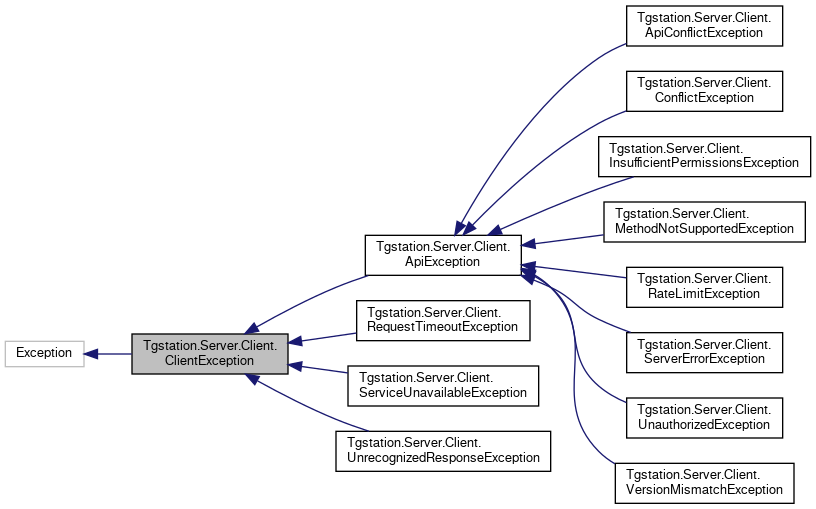 Tgstation.Server.Client.
ApiConflictException
Tgstation.Server.Client.
ConflictException
Tgstation.Server.Client.
InsufficientPermissionsException
Tgstation.Server.Client.
MethodNotSupportedException
Tgstation.Server.Client.
ApiException
Tgstation.Server.Client.
RateLimitException
Tgstation.Server.Client.
RequestTimeoutException
Exception
Tgstation.Server.Client.
ClientException
Tgstation.Server.Client.
ServerErrorException
Tgstation.Server.Client.
ServiceUnavailableException
Tgstation.Server.Client.
UnauthorizedException
Tgstation.Server.Client.
UnrecognizedResponseException
Tgstation.Server.Client.
VersionMismatchException